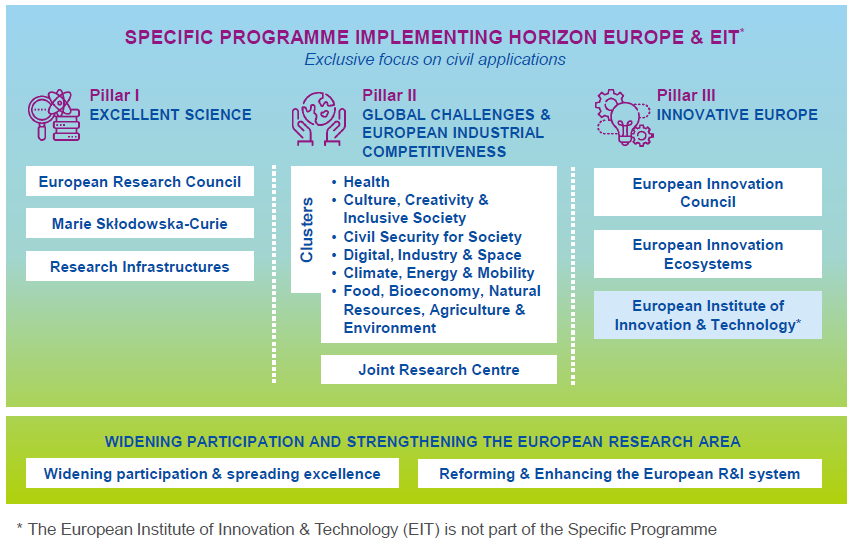 SPECIFIC PROGRAMME IMPLEMENTING HORIZON EUROPE & EIT*
Exclusive focus on civil applications
Pillar I
EXCELLENT SCIENCE
European Research Council
Marie Skłodowska-Curie
Research Infrastructures
Pillar II
GLOBAL CHALLENGES &
EUROPEAN INDUSTRIAL
COMPETITIVENESS
Clusters
• Health
• Culture, Creativity &
Inclusive Society
• Civil Security for Society
• Digital, Industry & Space
• Climate, Energy & Mobility
• Food, Bioeconomy, Natural
Resources, Agriculture &
Environment
Joint Research Centre
Pillar III
INNOVATIVE EUROPE
European Innovation
Council
European Innovation
Ecosystems
European Institute of
Innovation & Technology*
WIDENING PARTICIPATION AND STRENGTHENING THE EUROPEAN RESEARCH AREA
Widening participation & spreading excellence
Reforming & Enhancing the European R&I system
* The European Institute of Innovation & Technology (EIT) is not part of the Specific Programme